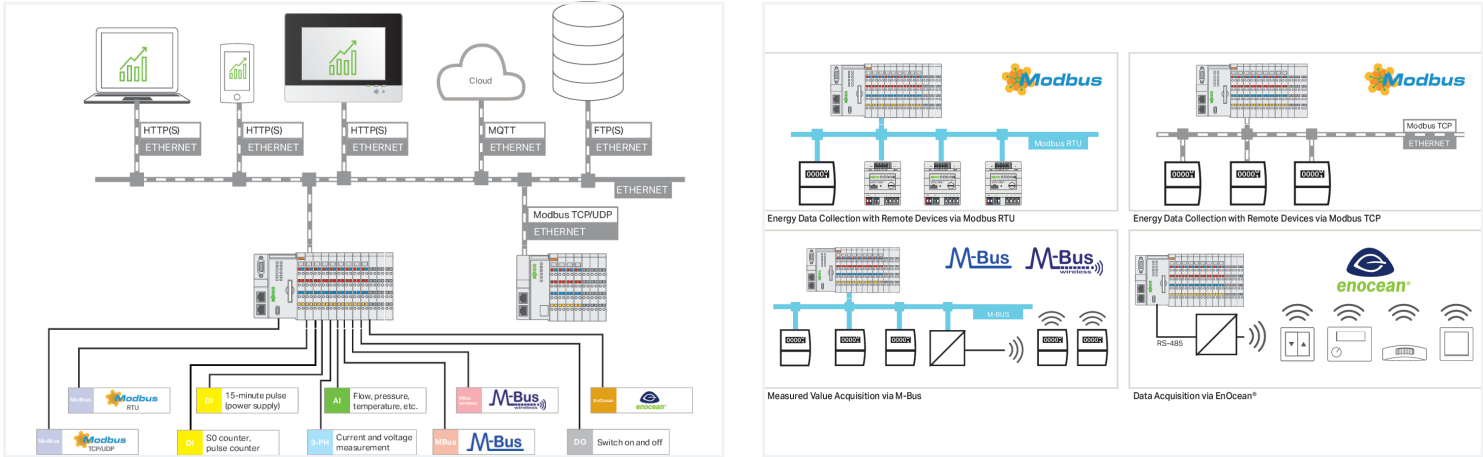 Cloud
HTTP(S)
ETHERNET
HTTP(S)
ETHERNET
HTTP(S)
ETHERNET
MQTT
ETHERNET
FTP(S)
ETHERNET
ETHERNET
Modbus TCP/UDP
ETHERNET
Modbus
Modbus
RTU
DI
15-minute pulse
(power supply)
AI
Flow, pressure,
temperature, etc.
M-Bus
wireless
EnOcean
enocean®
Modbus
Modbus
TCP/UDP
DI
S0 counter,
pulse counter
3-PH
Current and voltage
measurement
MBus
M-Bus
DO
Switch on and off
Modbus
Modbus RTU
Energy Data Collection with Remote Devices via Modbus RTU
Modbus
Modbus TCP
ETHERNET
Energy Data Collection with Remote Devices via Modbus TCP
M-Bus
M-Bus
wireless
M-BUS
Measured Value Acquisition via M-Bus
enocean®
RS-485
Data Acquisition via EnOcean®